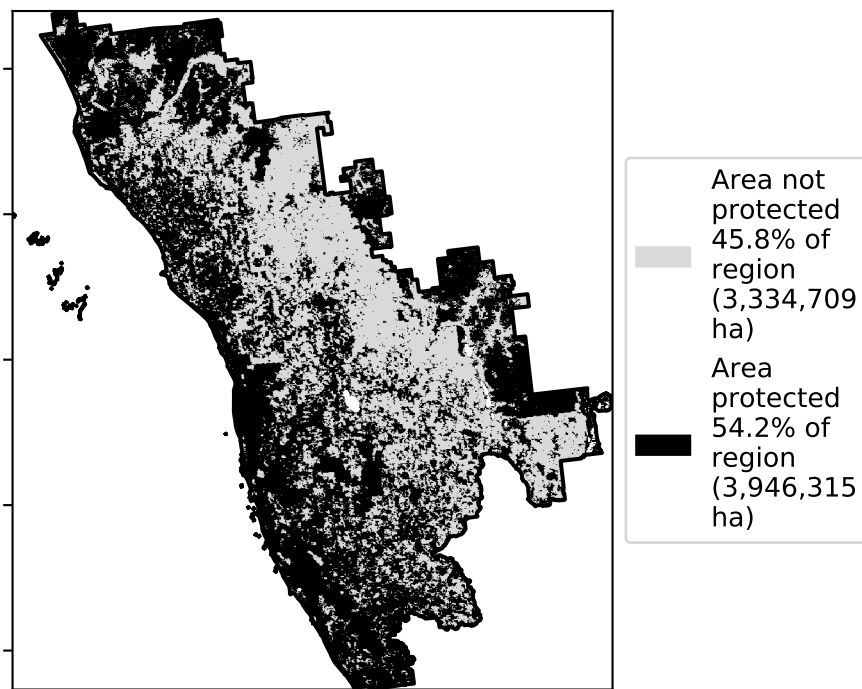 Area not
protected
45.8% of
region
(3,334,709
ha)
Area
protected
54.2% of
region
(3,946,315
ha)